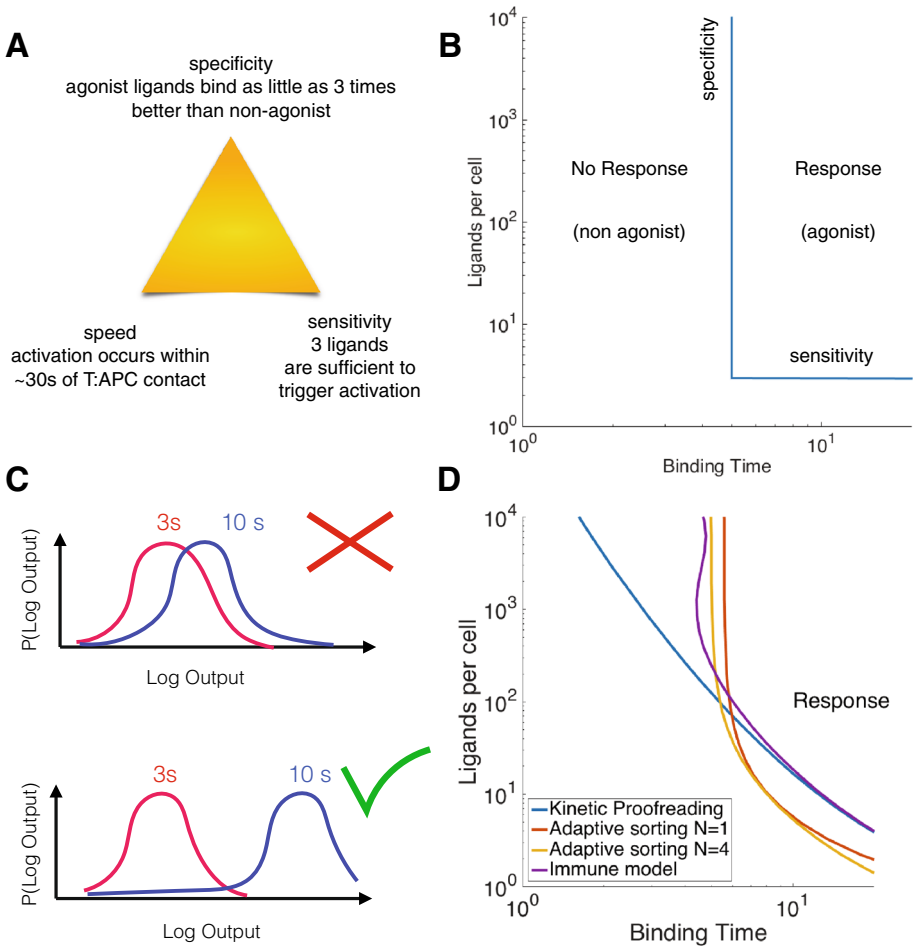 A
specificity
agonist ligands bind as little as 3 times
better than non-agonist
speed
activation occurs within
~30s of T:APC contact
sensitivity
3 ligands
are sufficient to
trigger activation
B
Ligands per cell
10^4
10^3
10^2
10^1
10^0
specificity
No Response
(non agonist)
Response
(agonist)
sensitivity
10^0
10^1
Binding Time
C
P(Log Output)
3s
10 s
Log Output
P(Log Output)
3s
10 s
Log Output
D
Ligands per cell
10^4
10^3
10^2
10^1
10^0
Response
Kinetic Proofreading
Adaptive sorting N=1
Adaptive sorting N=4
Immune model
10^0
10^1
Binding Time